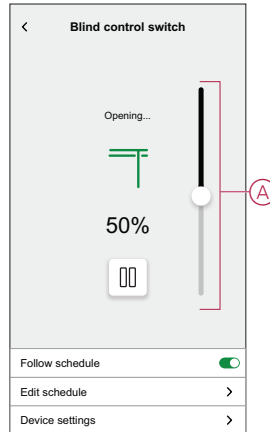 Blind control switch
Opening...
A
50%
Follow schedule
Edit schedule
Device settings